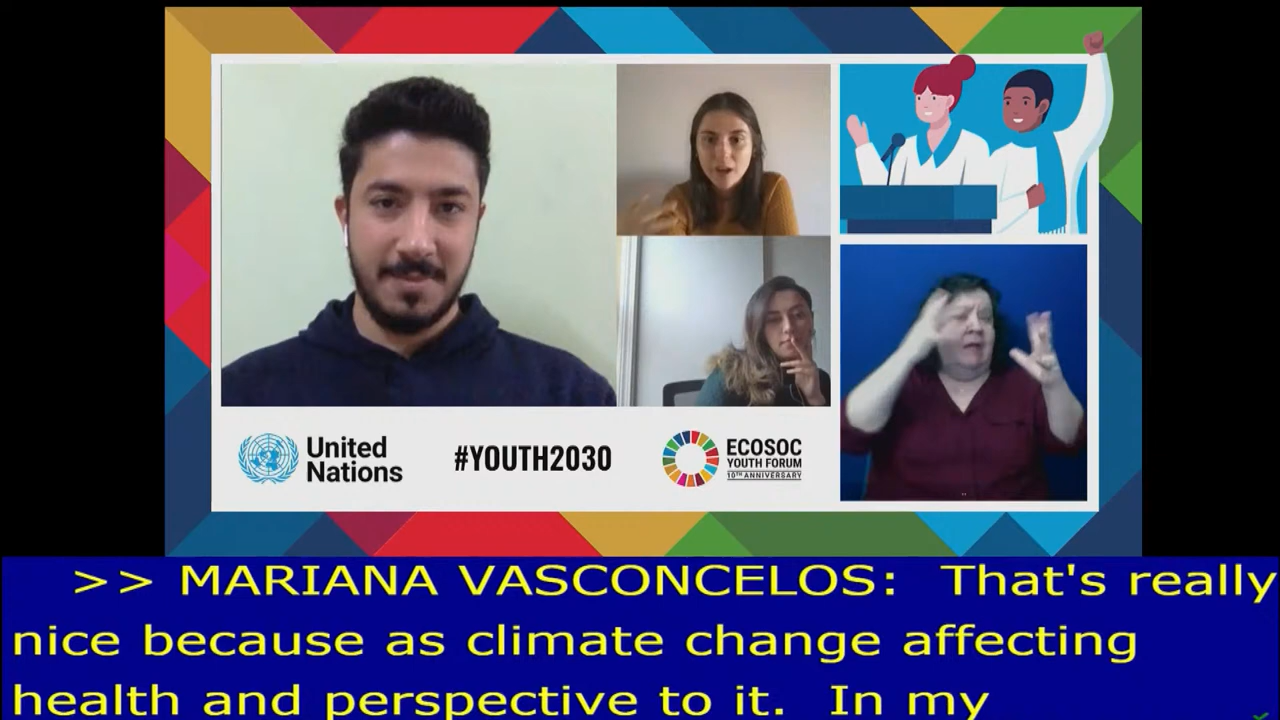 United
Nations
#YOUTH2030
ECOSOC
YOUTH FORUM
10TH ANNIVERSARY
>> MARIANA VASCONCELOS: That's really
nice because as climate change affecting
health and perspective to it. In my